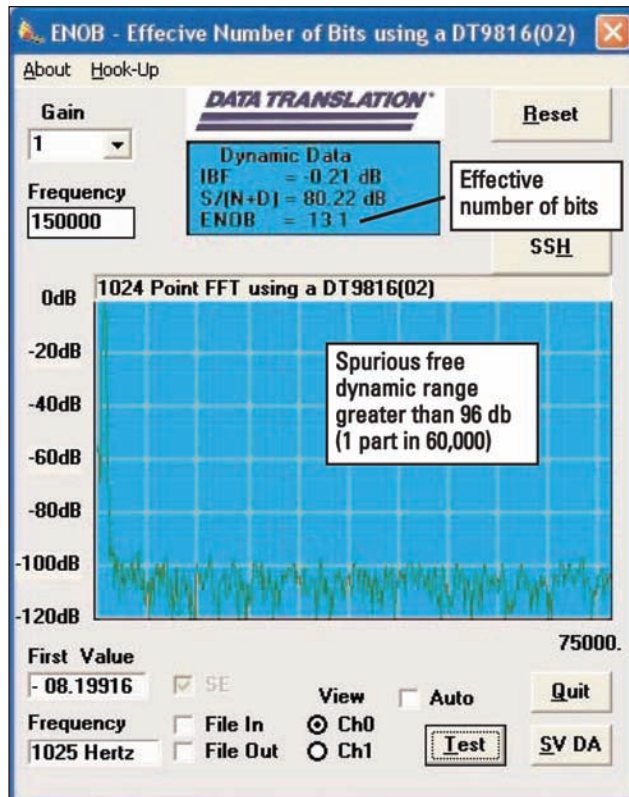 ENOB - Effecive Number of Bits using a DT9816(02)
About Hook-Up
Gain
1
DATA TRANSLATION
Reset
Dynamic Data
IBF = -0.21 dB
S/[N+D] = 80.22 dB
ENOB = 13.1
Effective
number of bits
Frequency
150000
SSH
1024 Point FFT using a DT9816(02)
0dB
-20dB
-40dB
-60dB
-80dB
-100dB
-120dB
Spurious free
dynamic range
greater than 96 db
(1 part in 60,000)
75000.
First Value
- 08.19916
SE
View
Auto
Quit
Frequency
1025 Hertz
File In
File Out
Ch0
Ch1
Test
SV DA